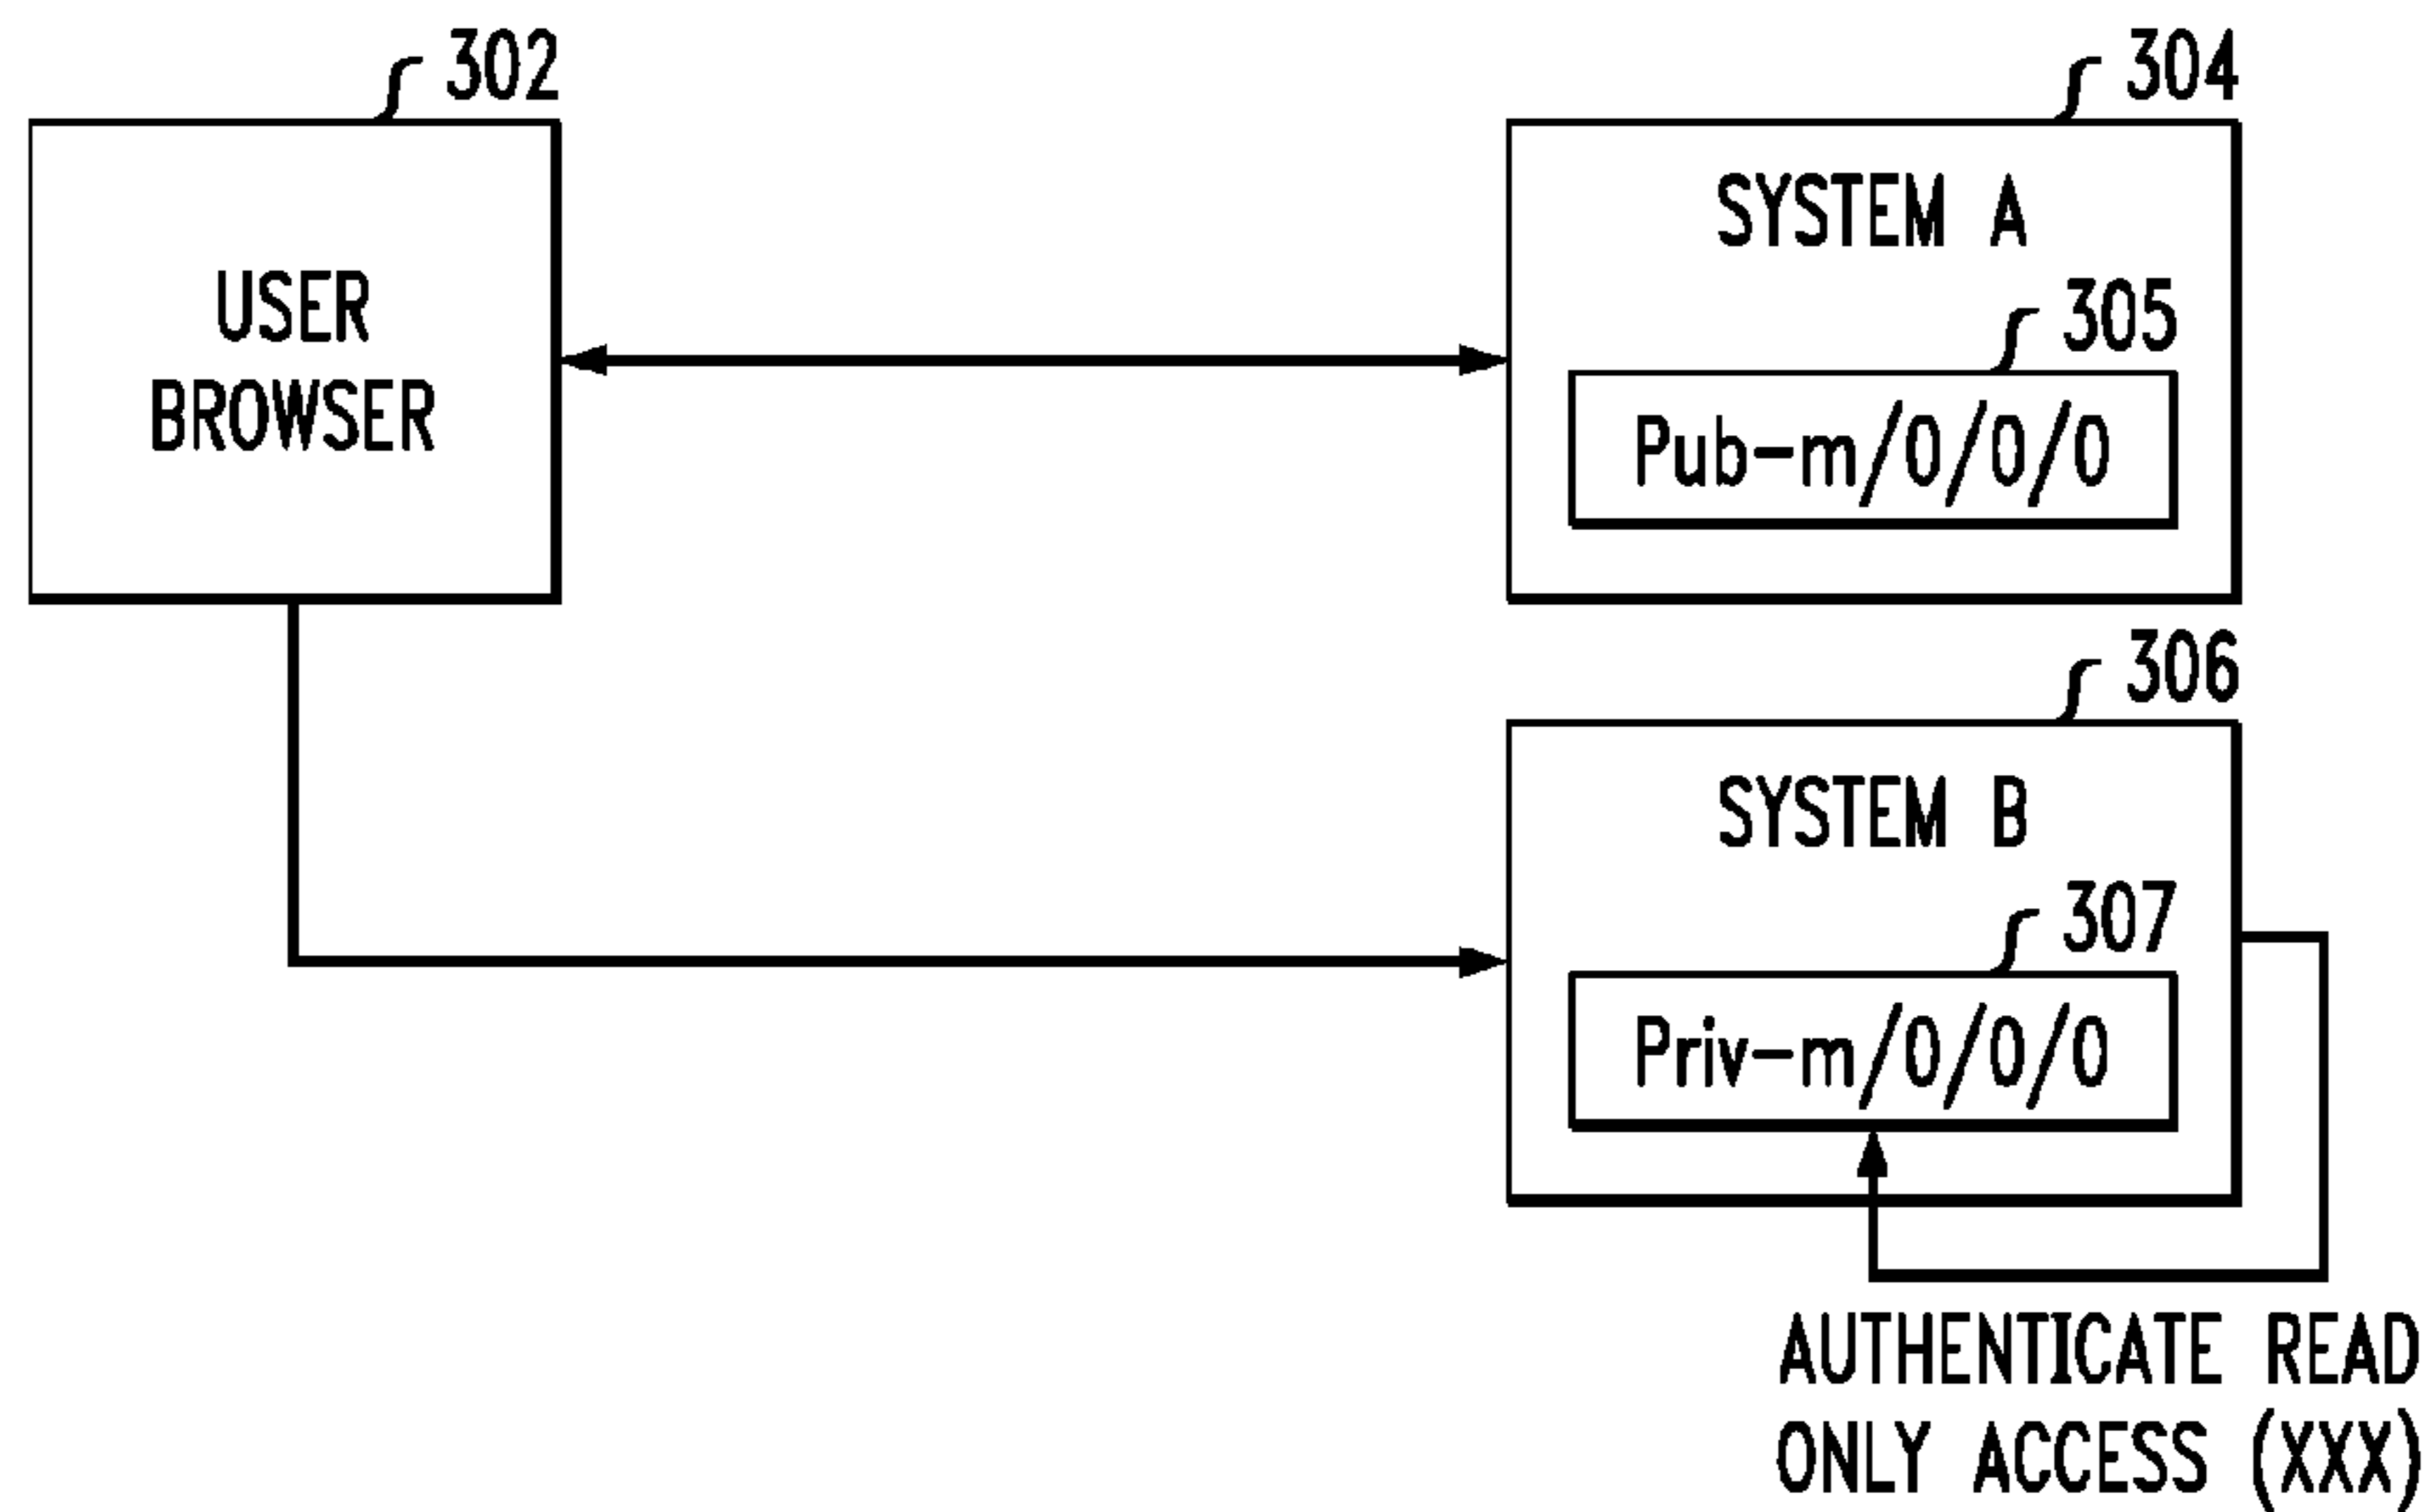 302
304
USER
BROWSER
SYSTEM A
305
Pub-m/0/0/0
306
SYSTEM B
307
Priv-m/0/0/0
AUTHENTICATE READ
ONLY ACCESS (XXX)